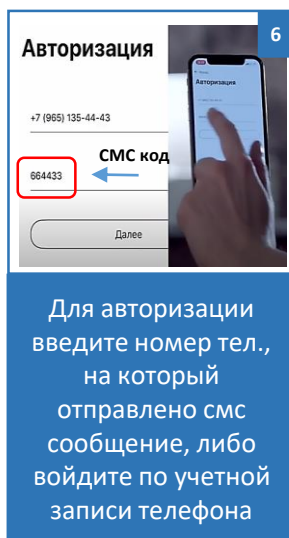 6
Авторизация
+7 (965) 135-44-43
СМС код
664433
Далее
Авторизация
Для авторизации
введите номер тел.,
на который
отправлено смс
сообщение, либо
войдите по учетной
записи телефона